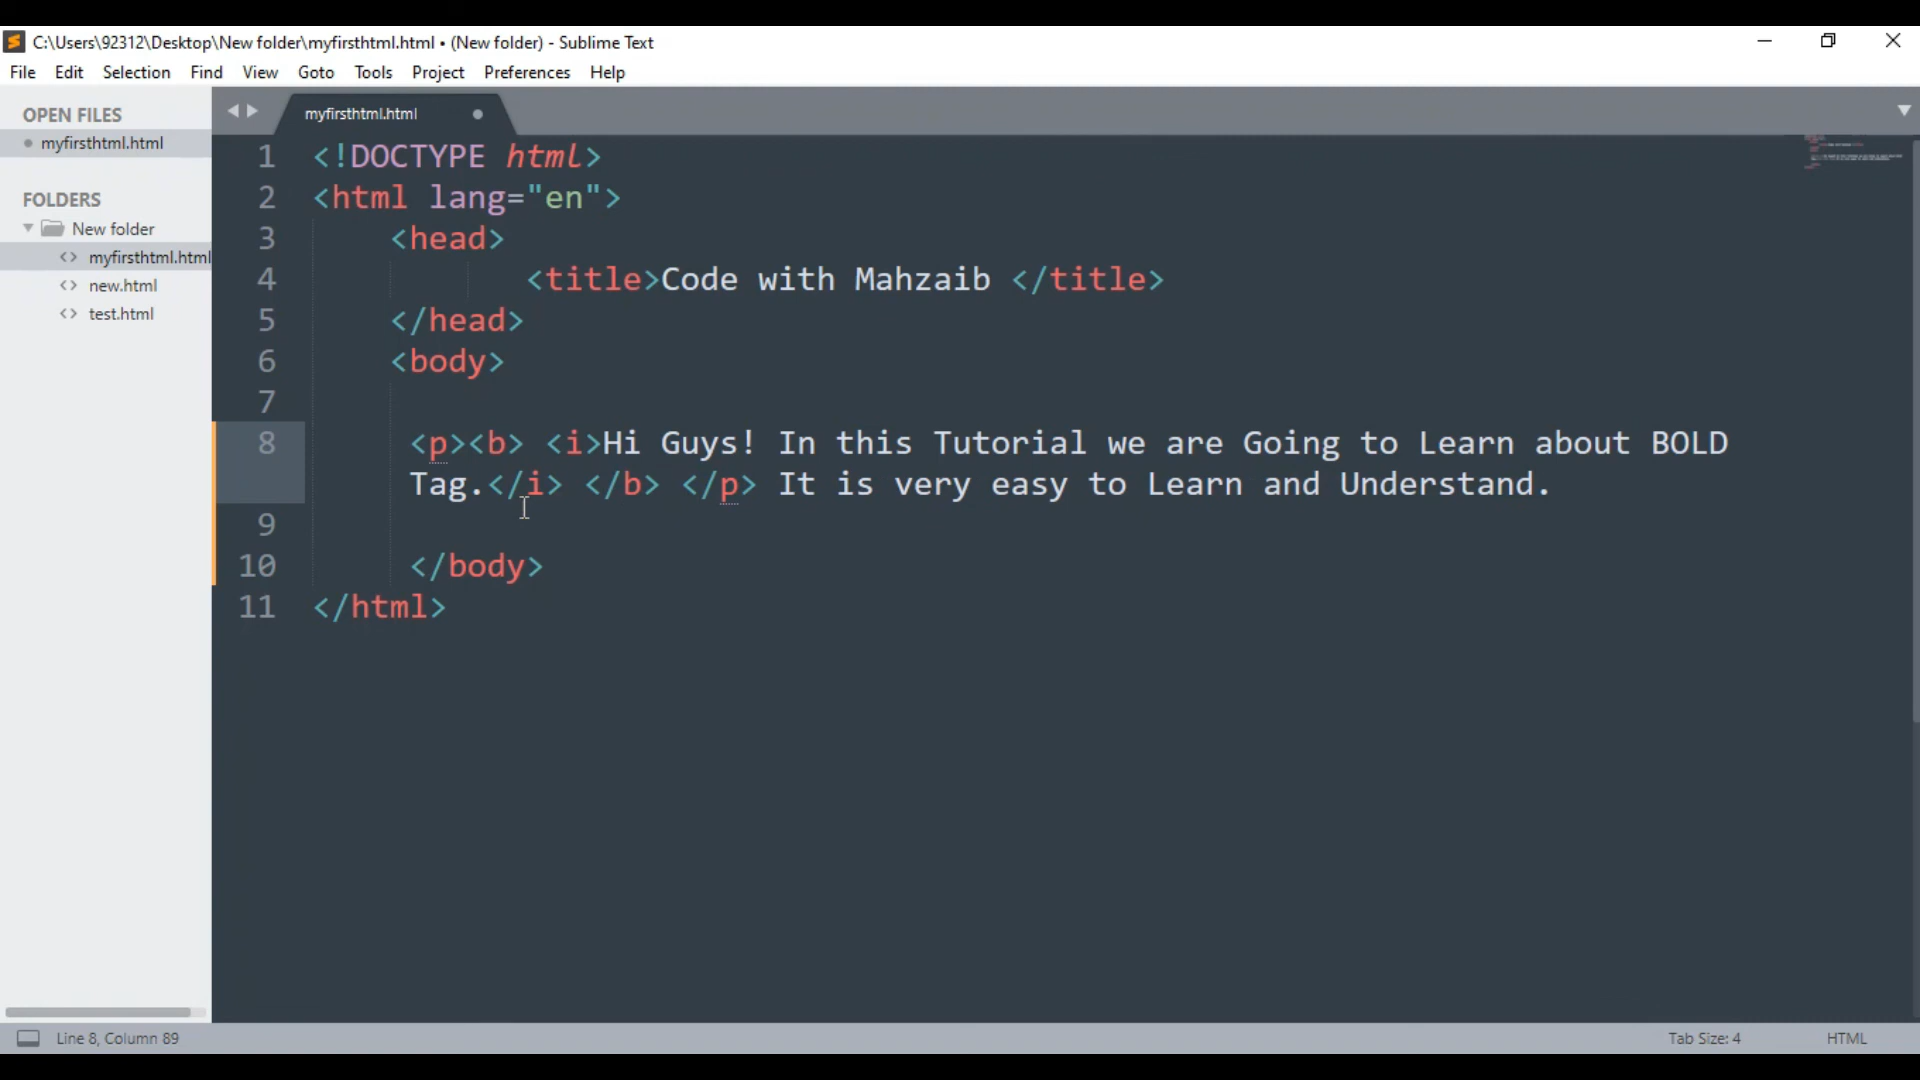 C:\Users\92312\Desktop\New folder\myfirsthtml.html • (New folder) - Sublime Text
File Edit Selection Find View Goto Tools Project Preferences Help
OPEN FILES
myfirsthtml.html
FOLDERS
New folder
myfirsthtml.html
new.html
test.html
myfirsthtml.html
1 <!DOCTYPE html>
2 <html lang="en">
3 <head>
4 <title>Code with Mahzaib </title>
5 </head>
6 <body>
7
8 <p><b> <i>Hi Guys! In this Tutorial we are Going to Learn about BOLD
Tag.</i> </b> </p> It is very easy to Learn and Understand.
9
10 </body>
11 </html>
Line 8, Column 89
Tab Size: 4
HTML